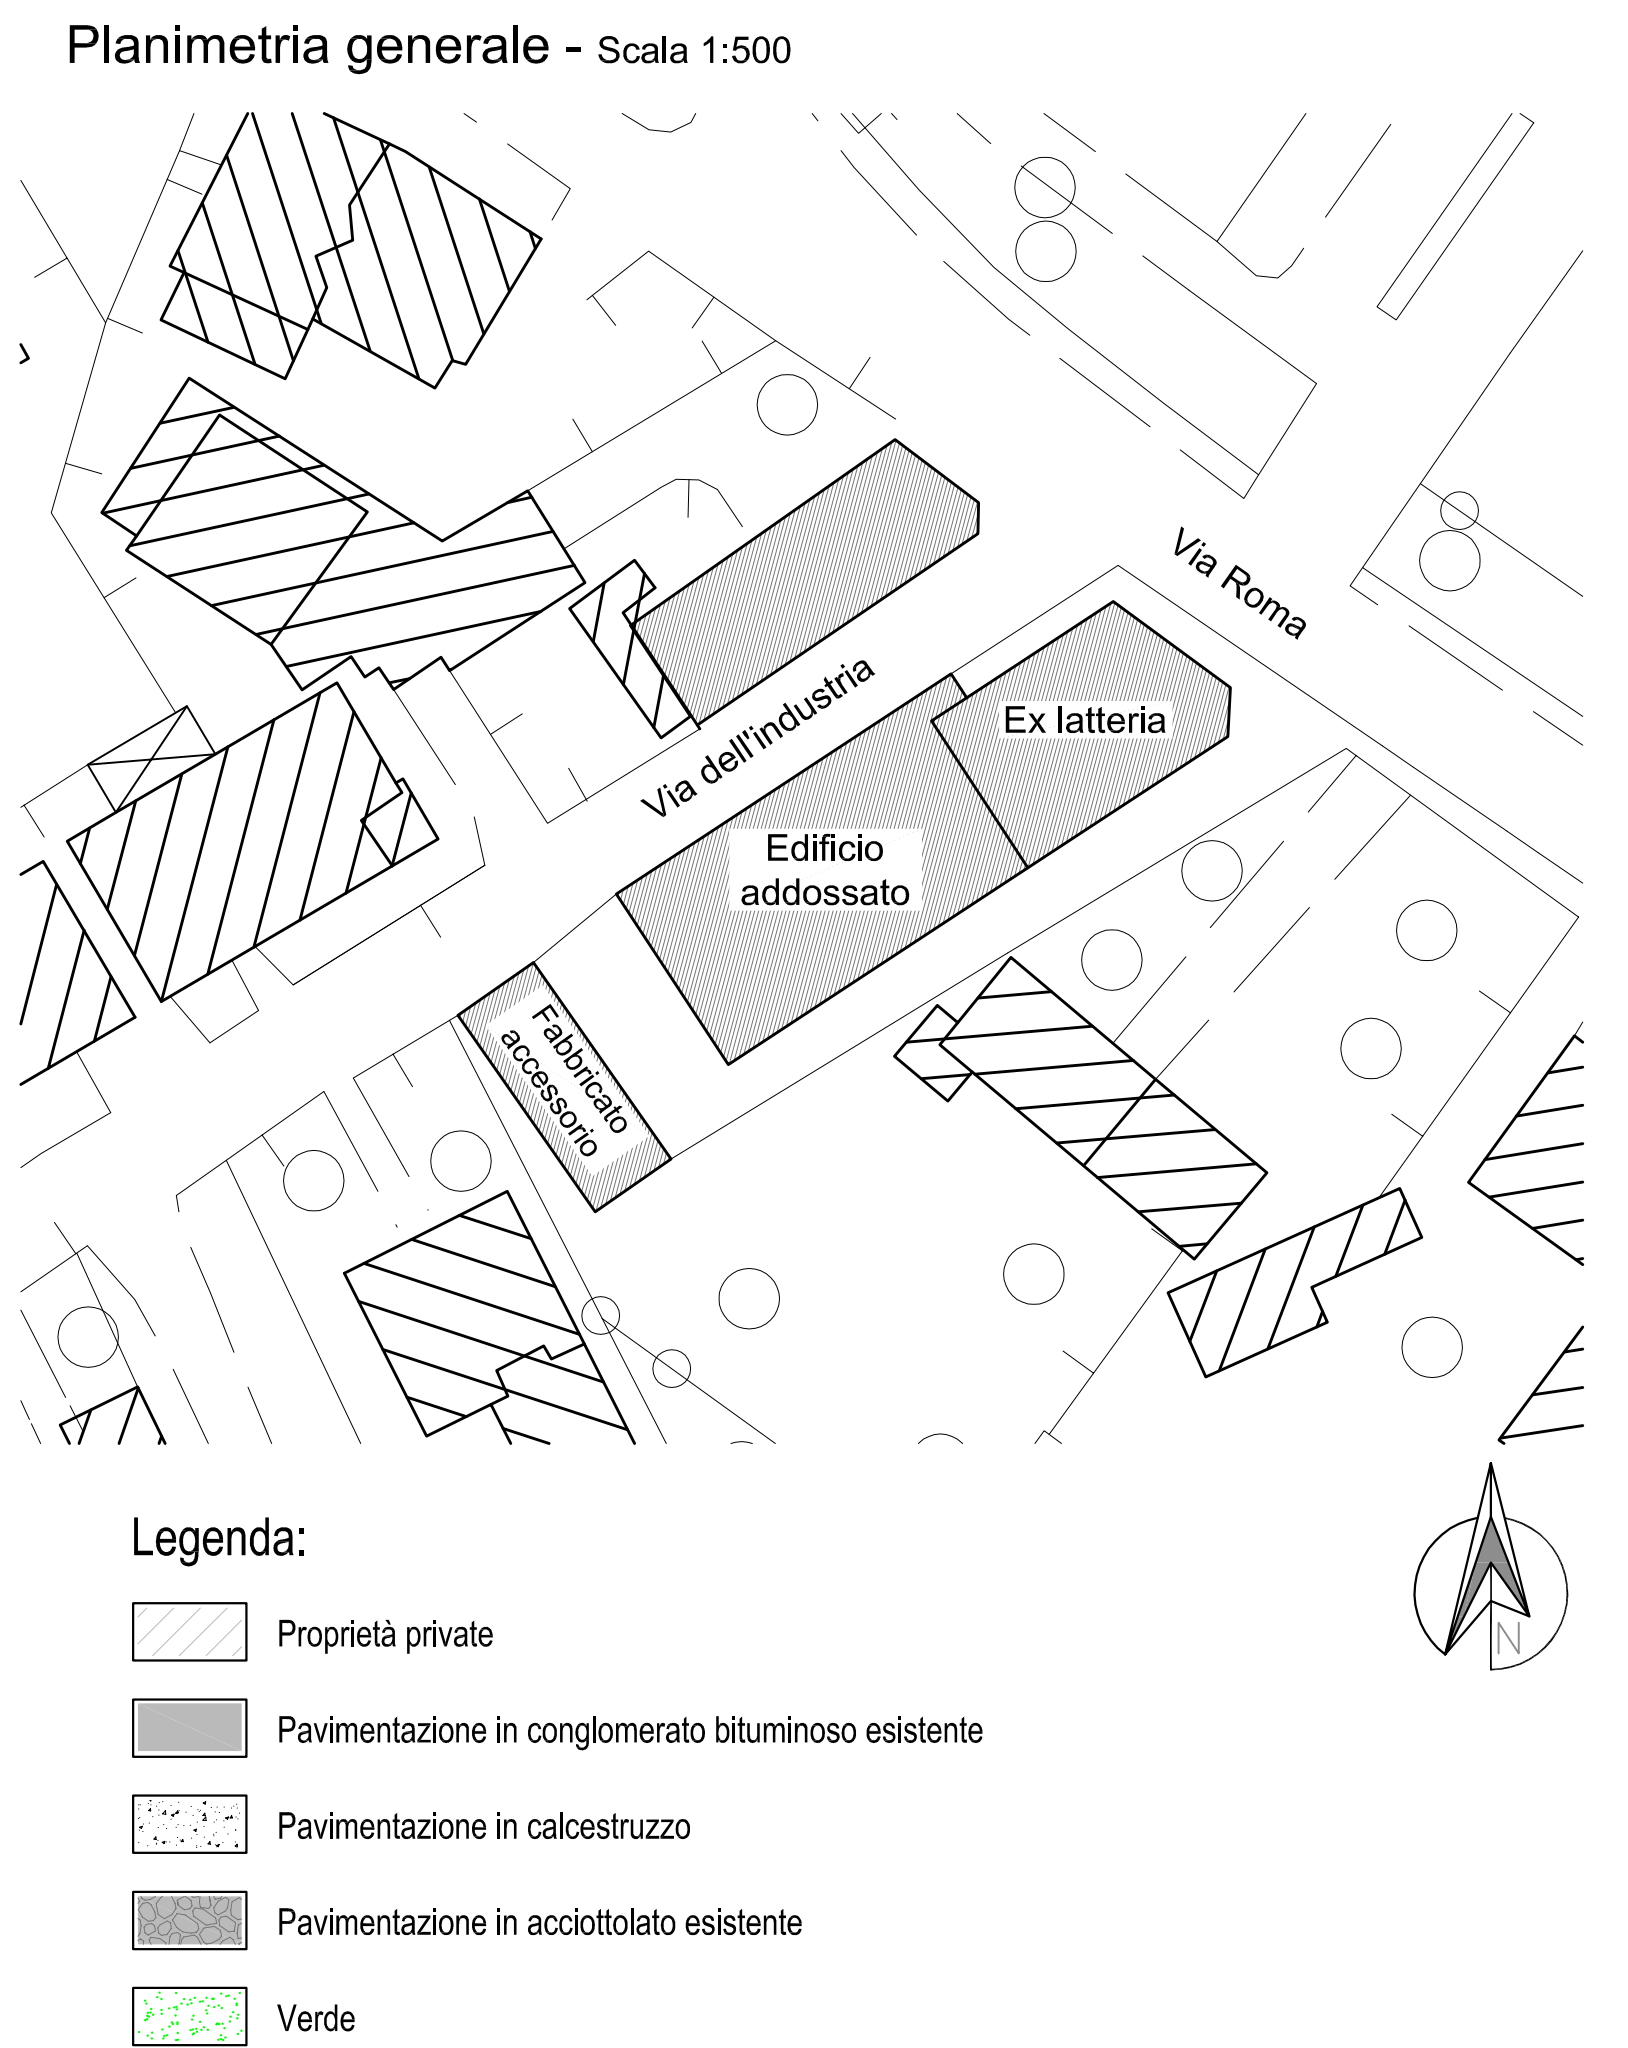 Planimetria generale - Scala 1:500
Via Roma
Via dell'industria
Ex latteria
Edificio
addossato
Fabbricato
accessorio
Legenda:
N
Proprietà private
Pavimentazione in conglomerato bituminoso esistente
Pavimentazione in calcestruzzo
Pavimentazione in acciottolato esistente
Verde